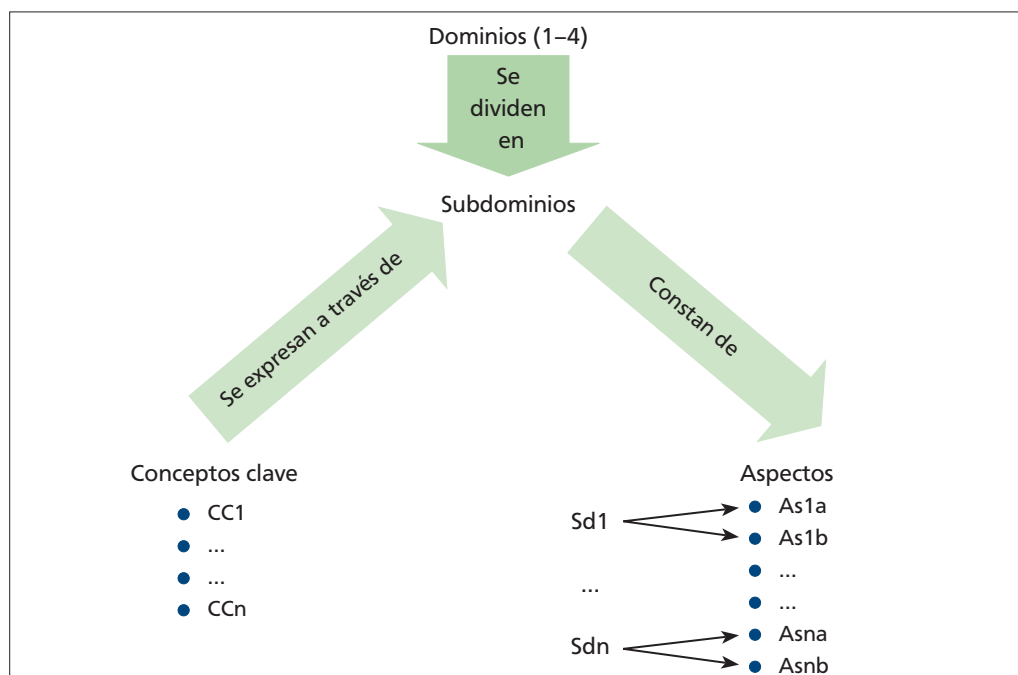 Dominios (1–4)
Se
dividen
en
Subdominios
Se expresan a través de
Constan de
Conceptos clave
CC1
...
...
CCn
Aspectos
Sd1
As1a
As1b
...
...
...
Sdn
Asna
Asnb